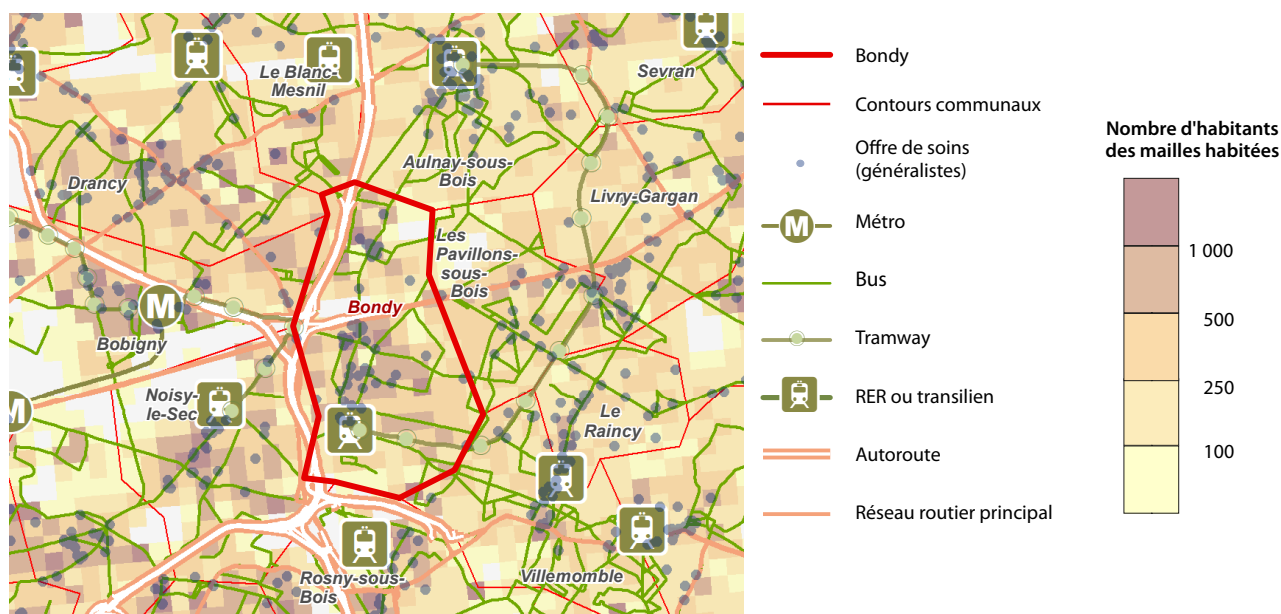 Le Blanc-
Mesnil
Sevran
Aulnay-sous-
Bois
Drancy
Livry-Gargan
Les
Pavillons-
sous-
Bois
Bondy
M
Bobigny
Noisy-
le-Sec
M
Le
Raincy
Rosny-sous-
Bois
Villemomble
Bondy
Contours communaux
Offre de soins
(généralistes)
M
Métro
Bus
Tramway
RER ou transilien
Autoroute
Réseau routier principal
Nombre d'habitants
des mailles habitées
1 000
500
250
100